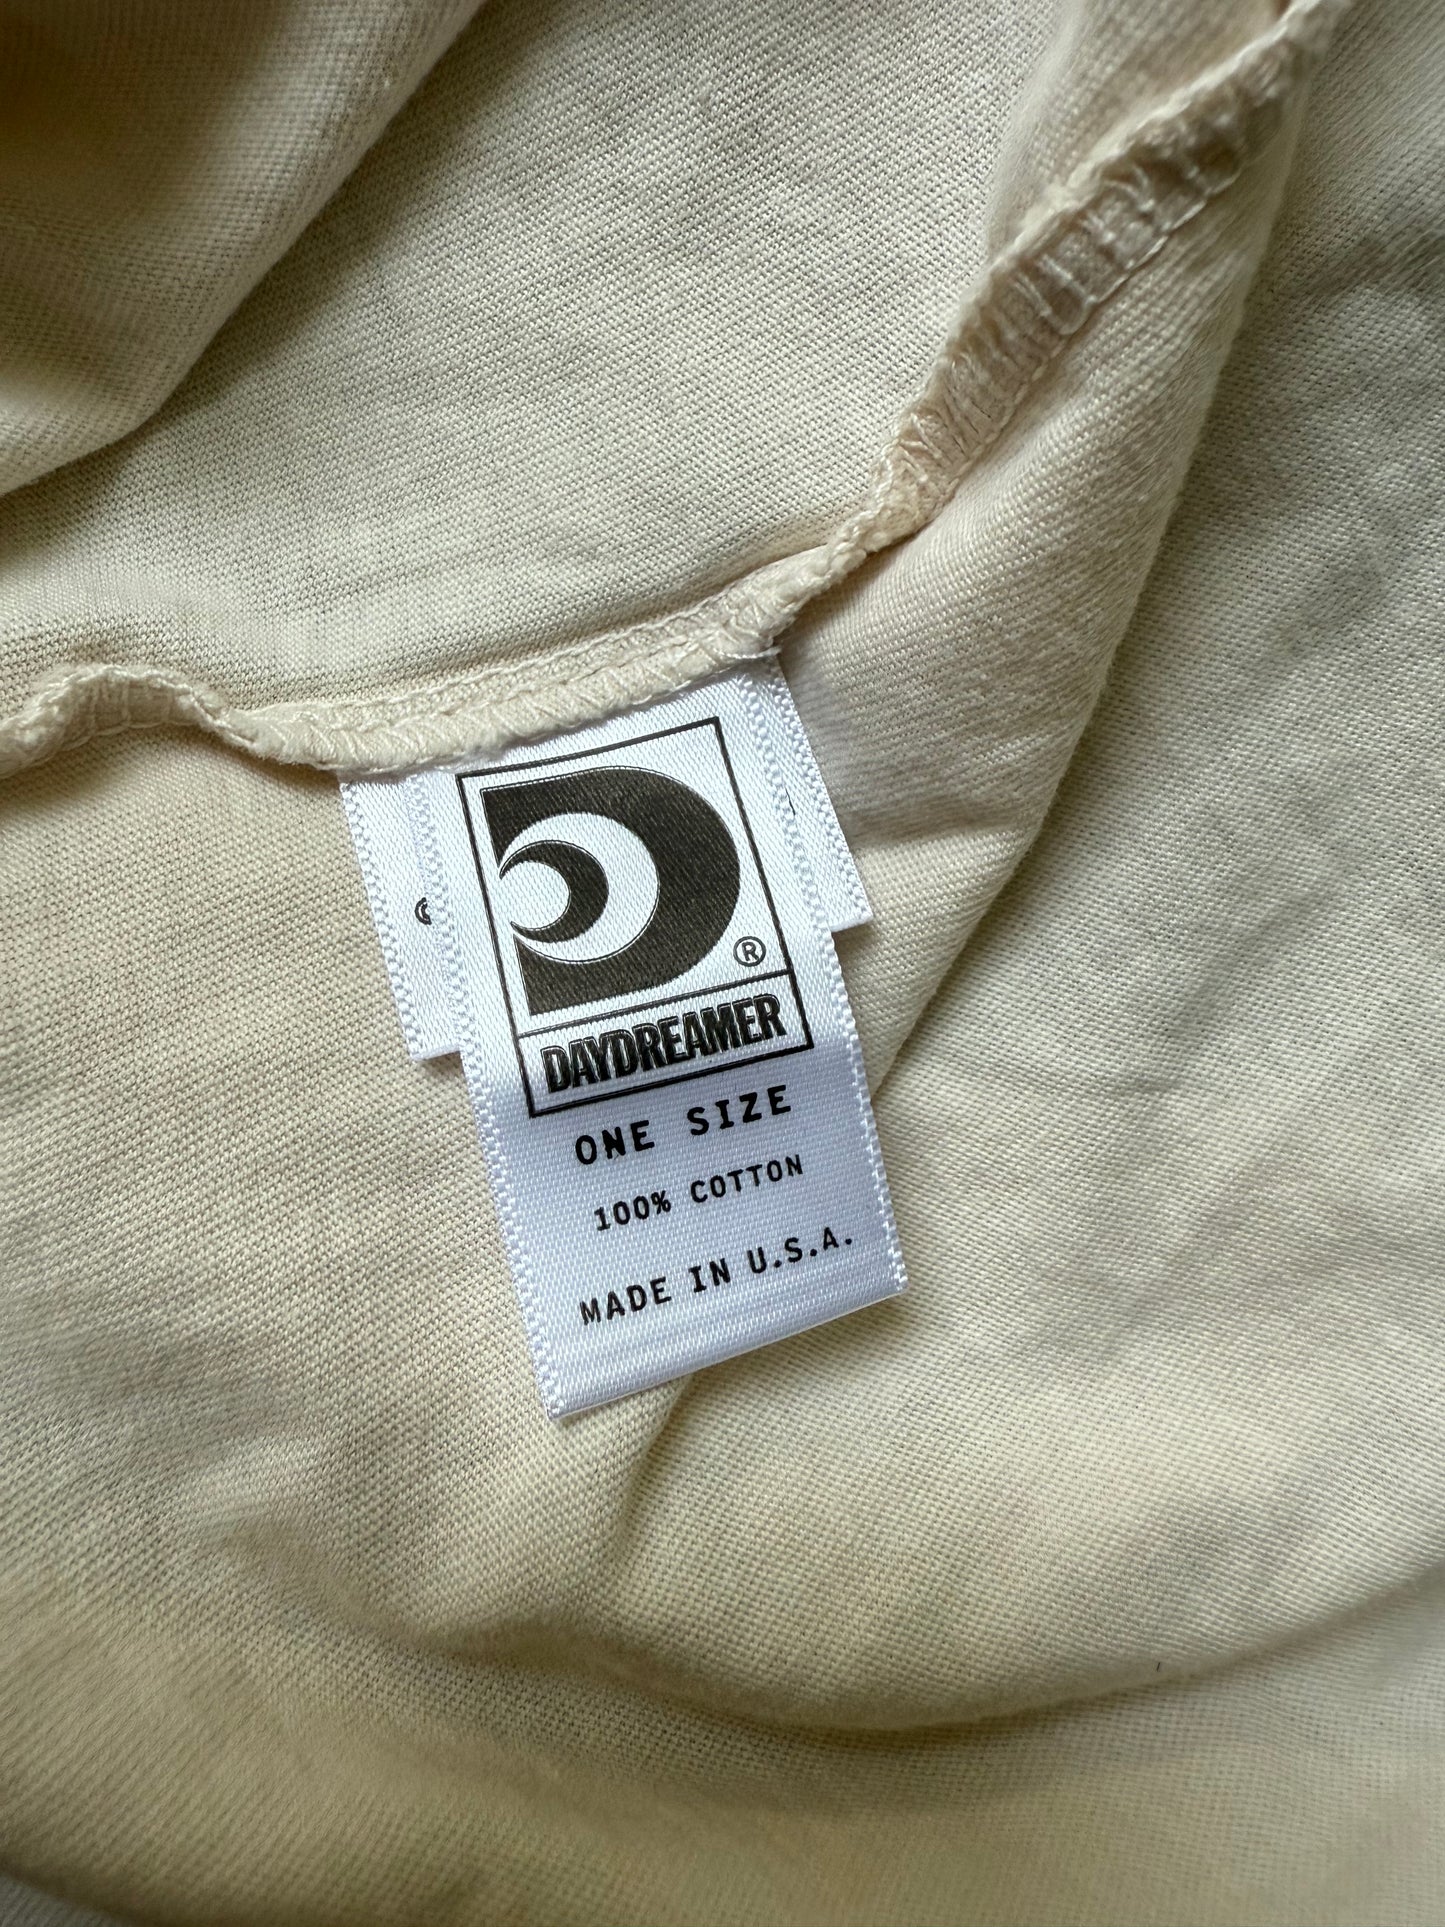 ®
DAYDREAMER
ONE SIZE
100% COTTON
MADE IN U.S.A.